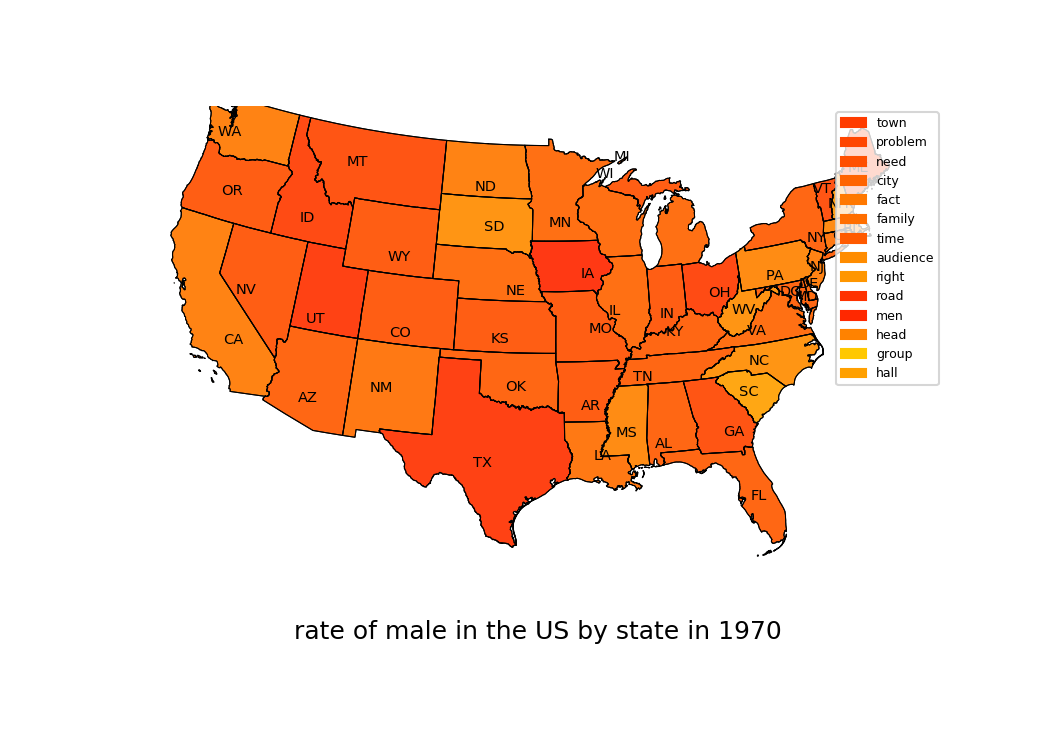 WA
MT
ND
MN
WI
MI
OR
ID
SD
WY
IA
NE
NV
UT
CO
KS
MO
IL
IN
OH
PA
NY
NJ
VT
WV
VA
KY
CA
AZ
NM
OK
AR
TN
NC
SC
MS
AL
GA
LA
TX
FL
town
problem
need
city
fact
family
time
audience
right
road
men
head
group
hall
rate of male in the US by state in 1970